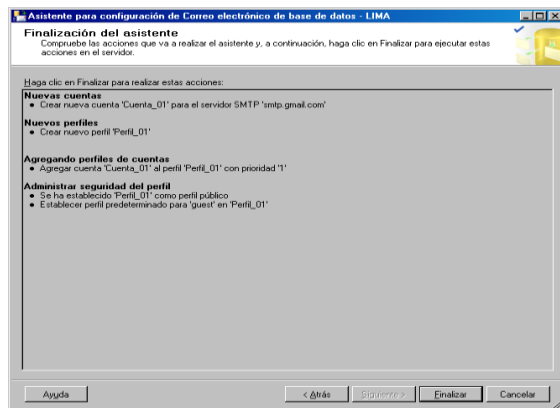 Asistente para configuración de Correo electrónico de base de datos - LIMA
Finalización del asistente
Compruebe las acciones que va a realizar el asistente y, a continuación, haga clic en Finalizar para ejecutar estas
acciones en el servidor.
Haga clic en Finalizar para realizar estas acciones:
Nuevas cuentas
● Crear nueva cuenta 'Cuenta_01' para el servidor SMTP 'smtp.gmail.com'
Nuevos perfiles
● Crear nuevo perfil 'Perfil_01'
Agregando perfiles de cuentas
● Agregar cuenta 'Cuenta_01' al perfil 'Perfil_01' con prioridad '1'
Administrar seguridad del perfil
● Se ha establecido 'Perfil_01' como perfil público
● Establecer perfil predeterminado para 'guest' en 'Perfil_01'
Ayuda < Atrás Siguiente > Finalizar Cancelar